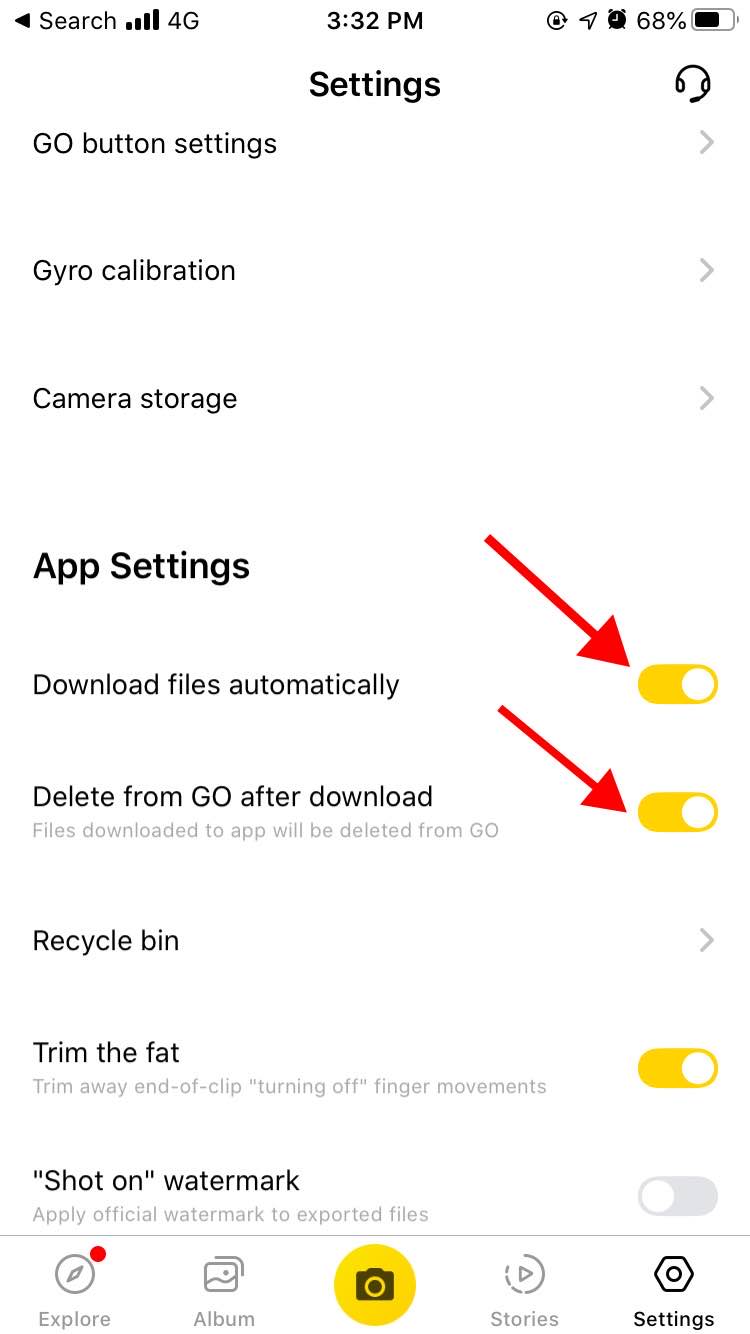 Search 4G 3:32 PM 68%
Settings
GO button settings
Gyro calibration
Camera storage
App Settings
Download files automatically
Delete from GO after download
Files downloaded to app will be deleted from GO
Recycle bin
Trim the fat
Trim away end-of-clip "turning off" finger movements
"Shot on" watermark
Apply official watermark to exported files
Explore Album Stories Settings